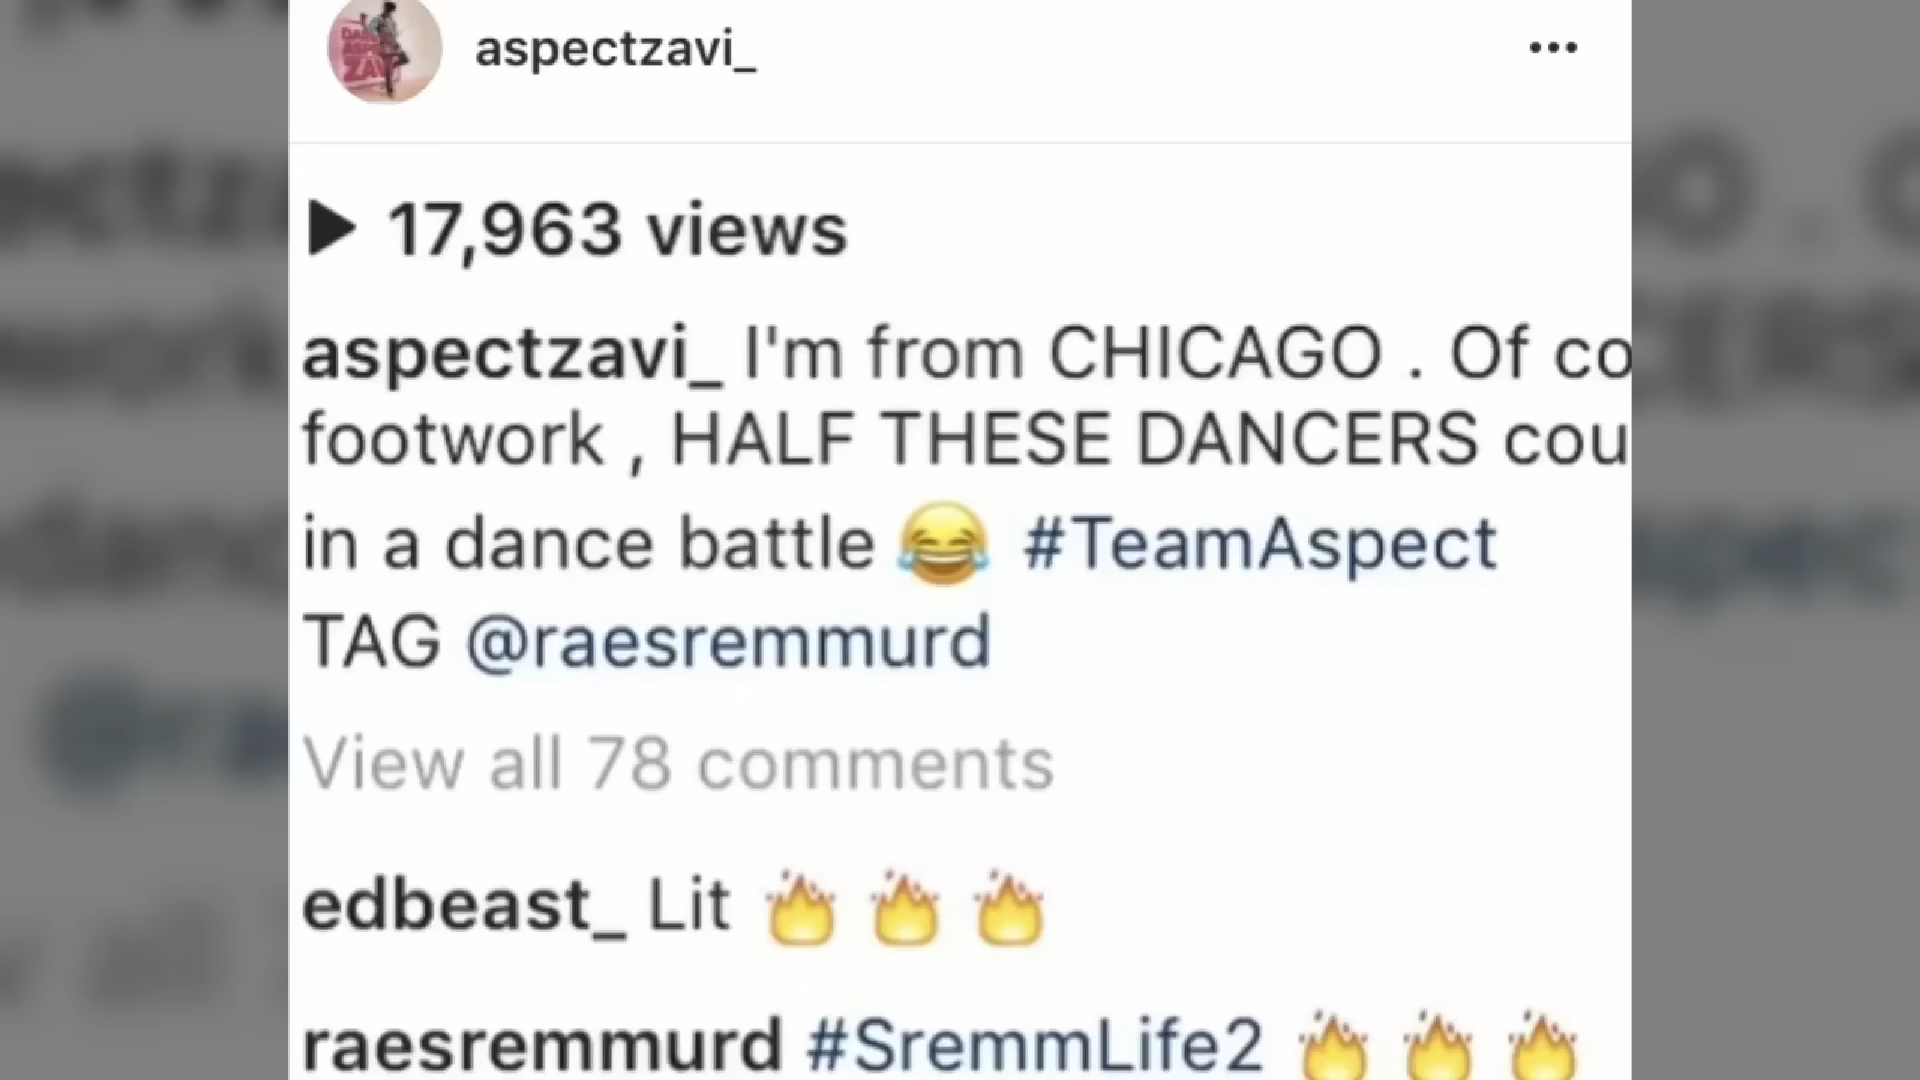 aspectzavi_
17,963 views
aspectzavi_ I'm from CHICAGO . Of co
footwork , HALF THESE DANCERS cou
in a dance battle 😂 #TeamAspect
TAG @raesremmurd
View all 78 comments
edbeast_ Lit 🔥 🔥 🔥
raesremmurd #SremmLife2 🔥 🔥 🔥